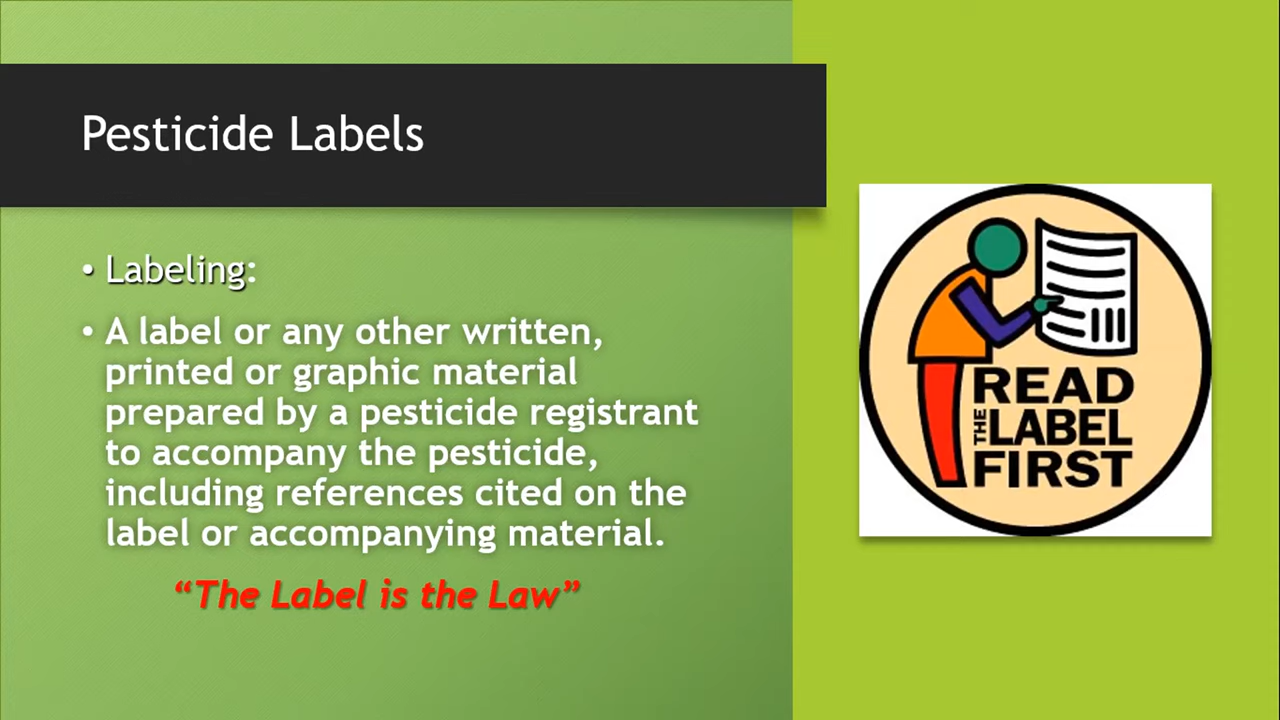 Pesticide Labels
• Labeling:
• A label or any other written,
printed or graphic material
prepared by a pesticide registrant
to accompany the pesticide,
including references cited on the
label or accompanying material.
“The Label is the Law”
READ
THE LABEL
FIRST